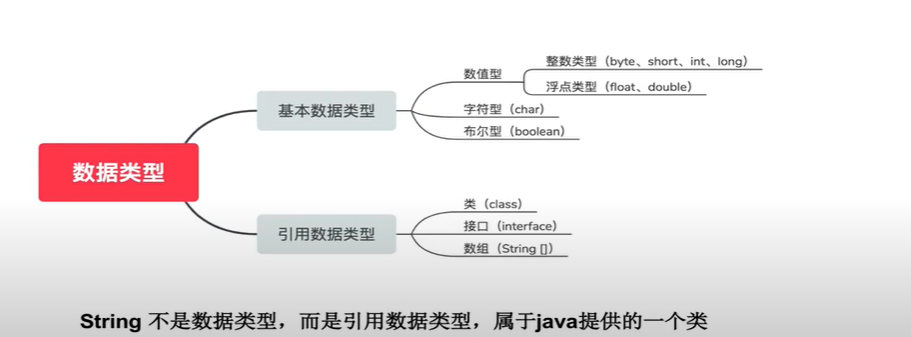 数据类型
基本数据类型
数值型
整数类型（byte、short、int、long）
浮点类型（float、double）
字符型（char）
布尔型（boolean）
引用数据类型
类（class）
接口（interface）
数组（String []）
String 不是数据类型，而是引用数据类型，属于java提供的一个类